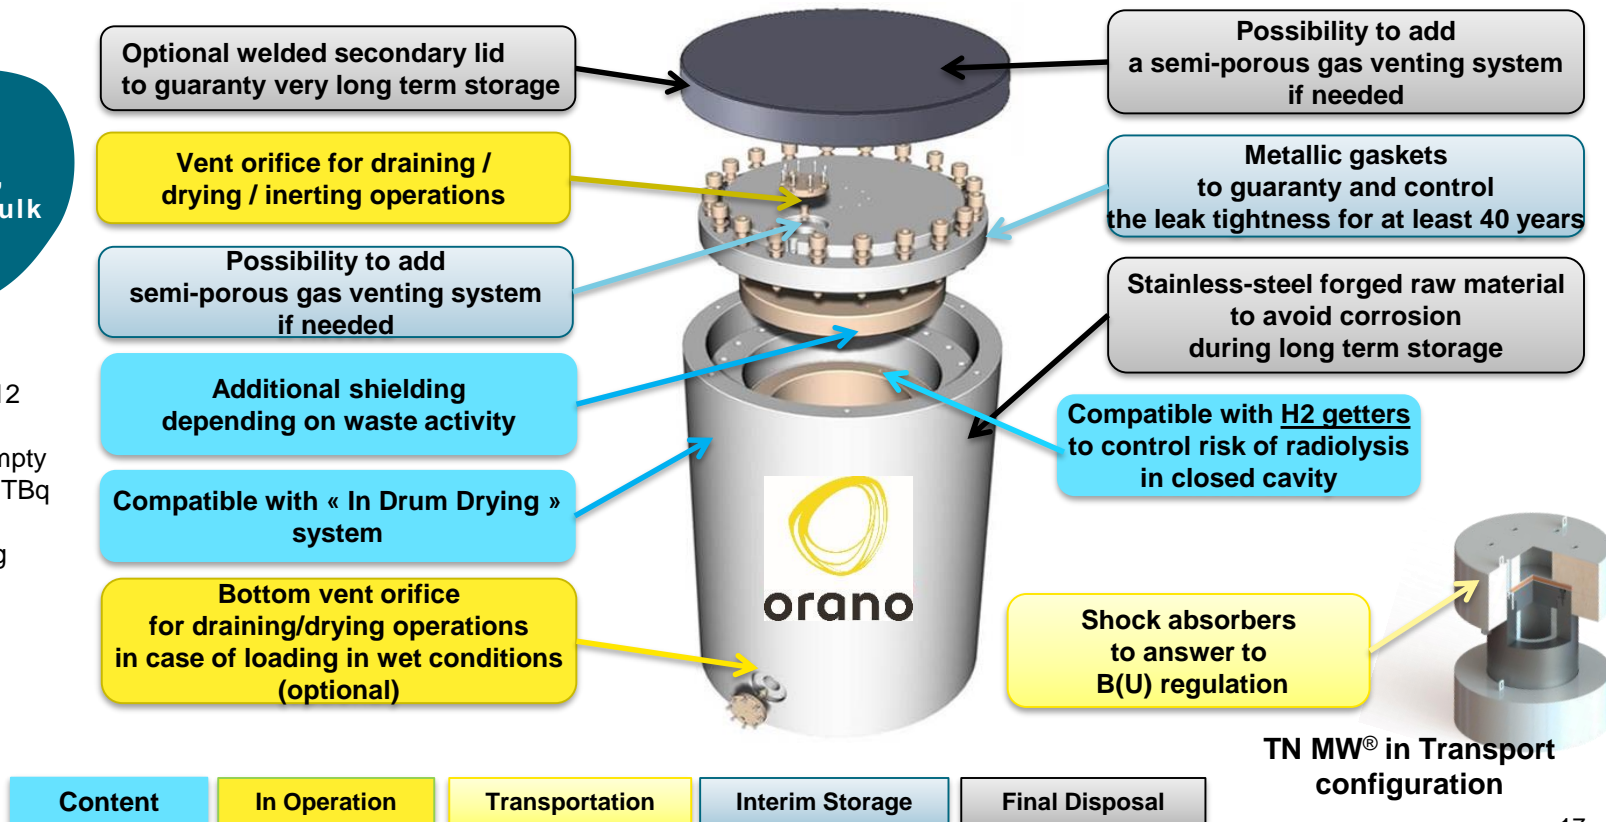 Optional welded secondary lid
to guaranty very long term storage
Possibility to add
a semi-porous gas venting system
if needed
Vent orifice for draining /
drying / inerting operations
Metallic gaskets
to guaranty and control
the leak tightness for at least 40 years
ulk
Possibility to add
semi-porous gas venting system
if needed
Stainless-steel forged raw material
to avoid corrosion
during long term storage
Additional shielding
depending on waste activity
12
Compatible with H2 getters
to control risk of radiolysis
in closed cavity
mpty
TBq
Compatible with « In Drum Drying »
system
g
orano
Bottom vent orifice
for draining/drying operations
in case of loading in wet conditions
(optional)
Shock absorbers
to answer to
B(U) regulation
TN MW® in Transport
configuration
Content
In Operation
Transportation
Interim Storage
Final Disposal